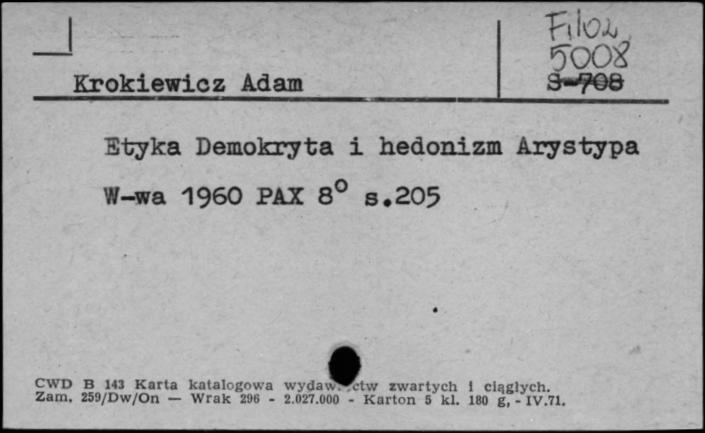 Filoz.
5008
Krokiewicz Adam
S-708
Etyka Demokryta i hedonizm Arystypa
W-wa 1960 PAX 8° s.205
CWD B 143 Karta katalogowa wydaw ctw zwartych i ciągłych.
Zam. 259/Dw/On — Wrak 296 - 2.027.000 - Karton 5 kl. 180 g, - IV.71.